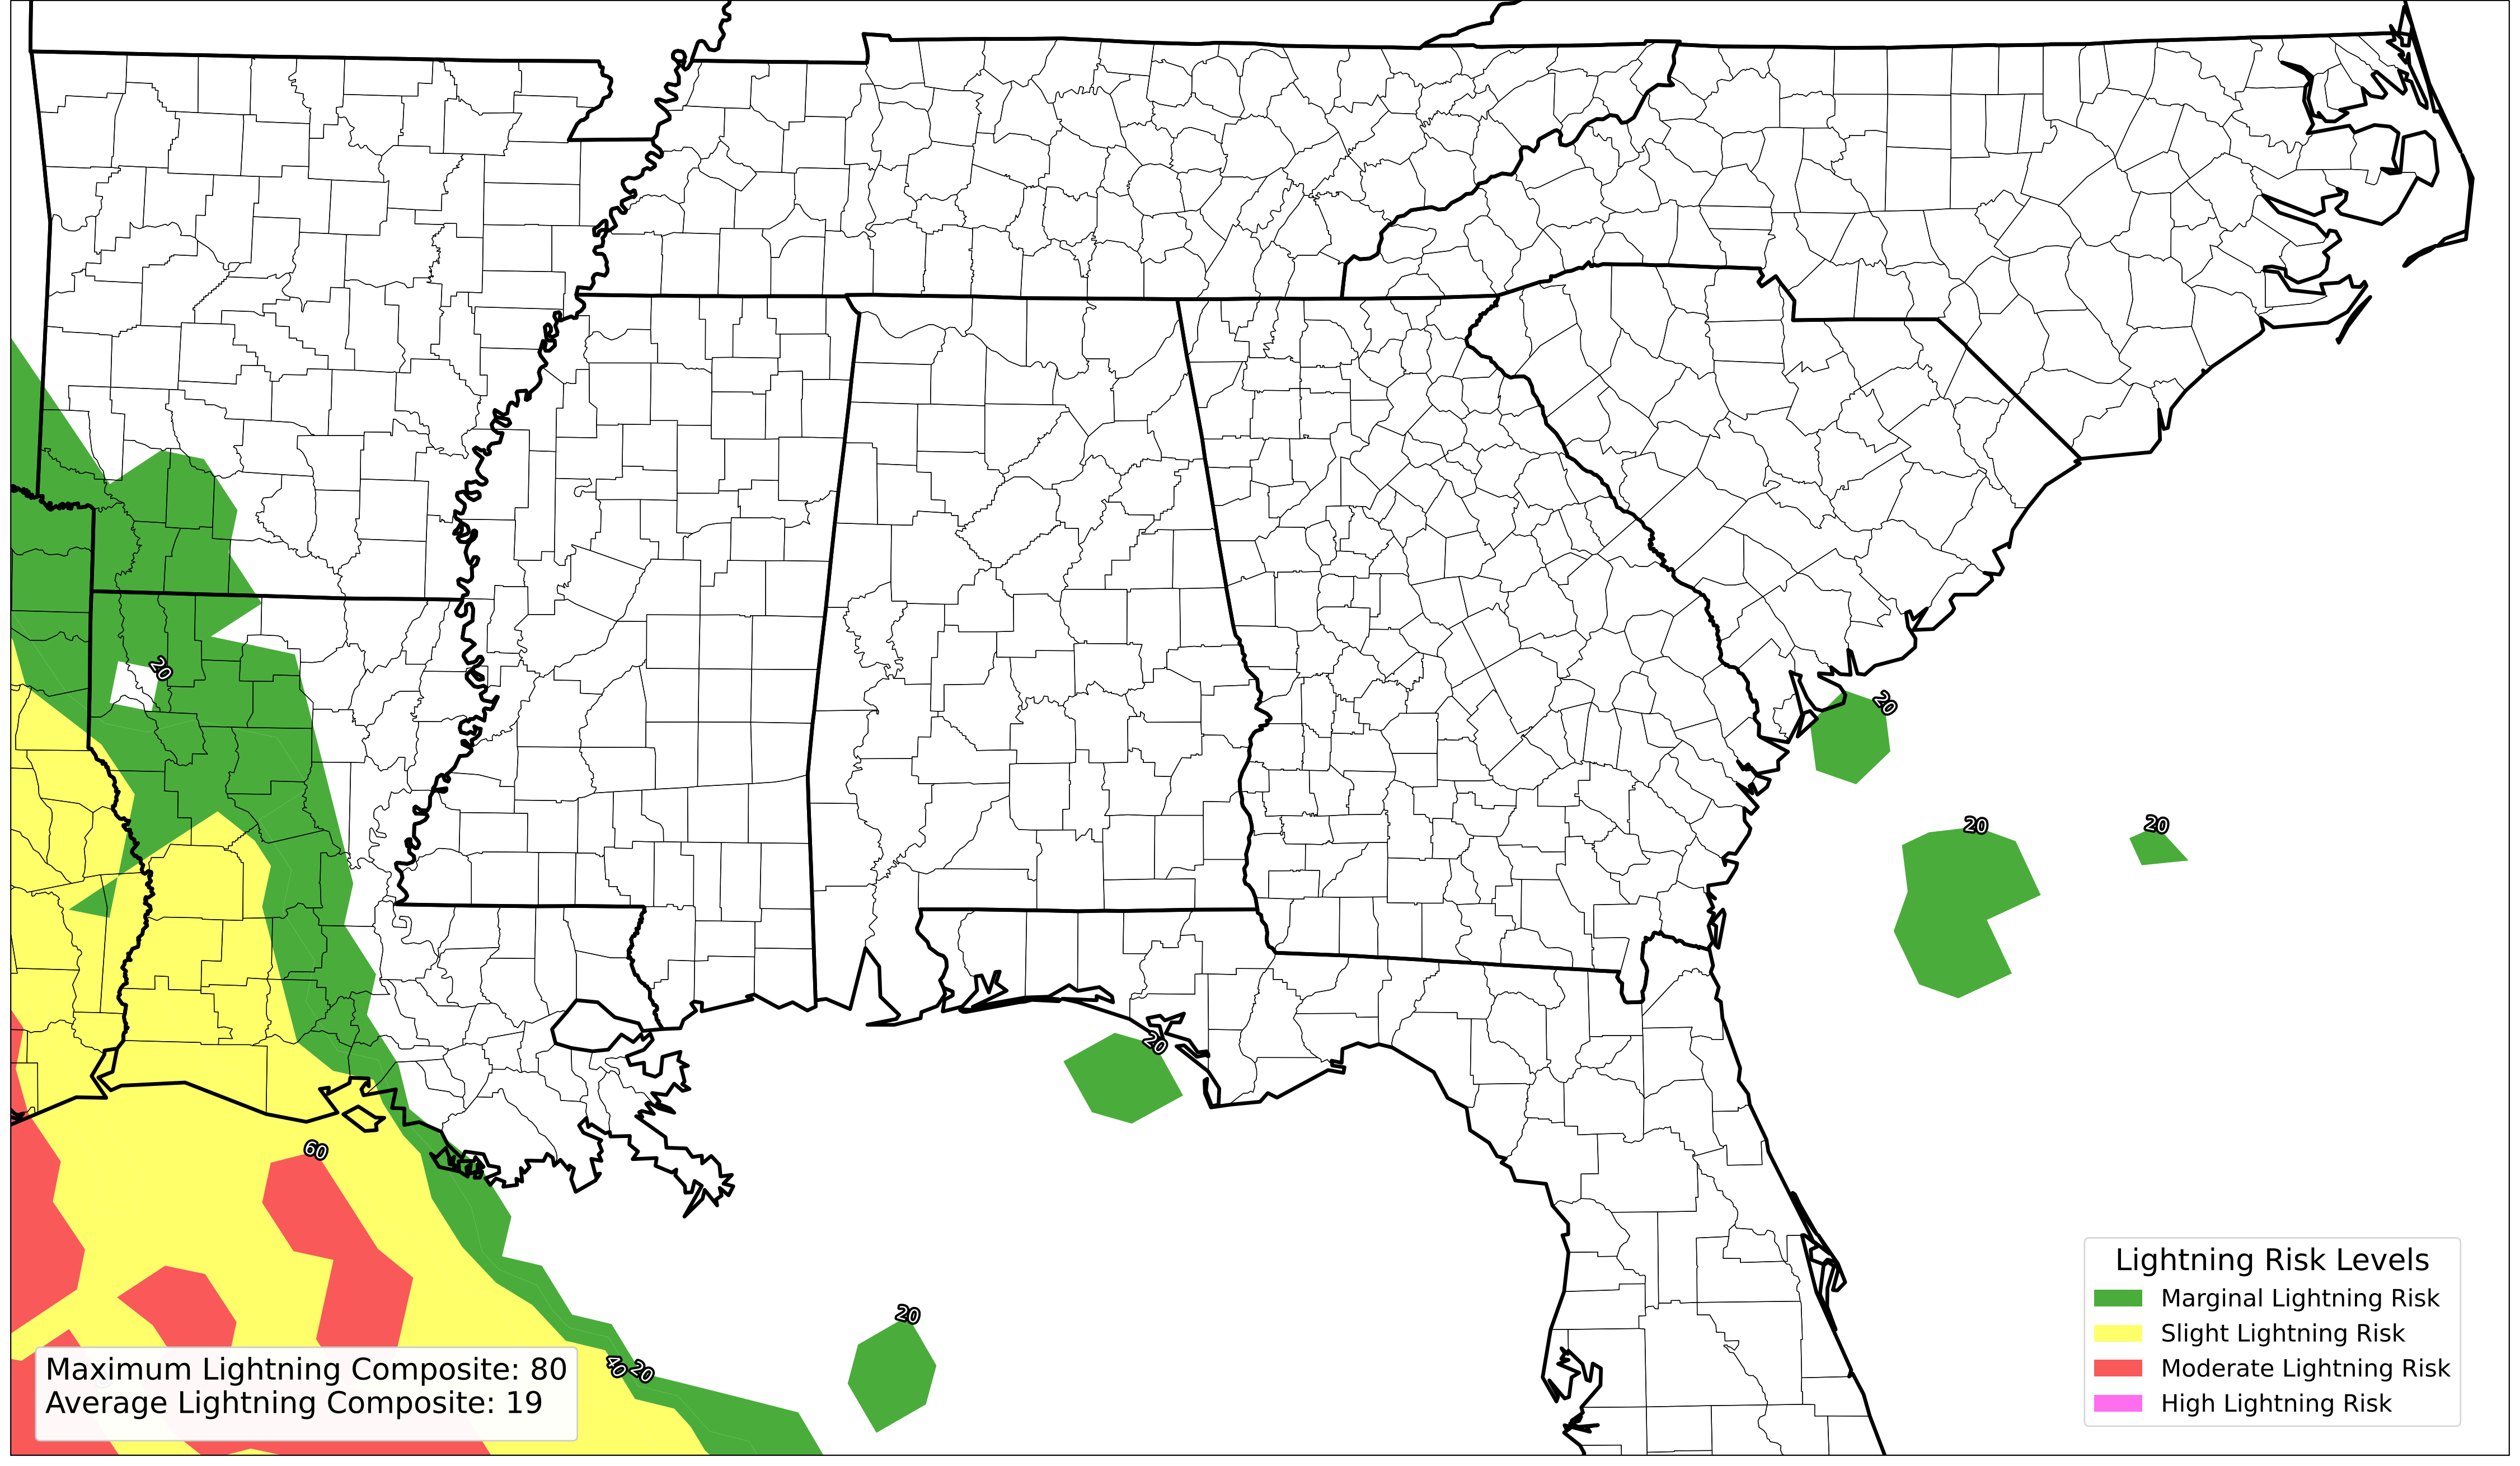 20
20
20
20
20
60
20
40
20
Lightning Risk Levels
Marginal Lightning Risk
Slight Lightning Risk
Moderate Lightning Risk
High Lightning Risk
Maximum Lightning Composite: 80
Average Lightning Composite: 19